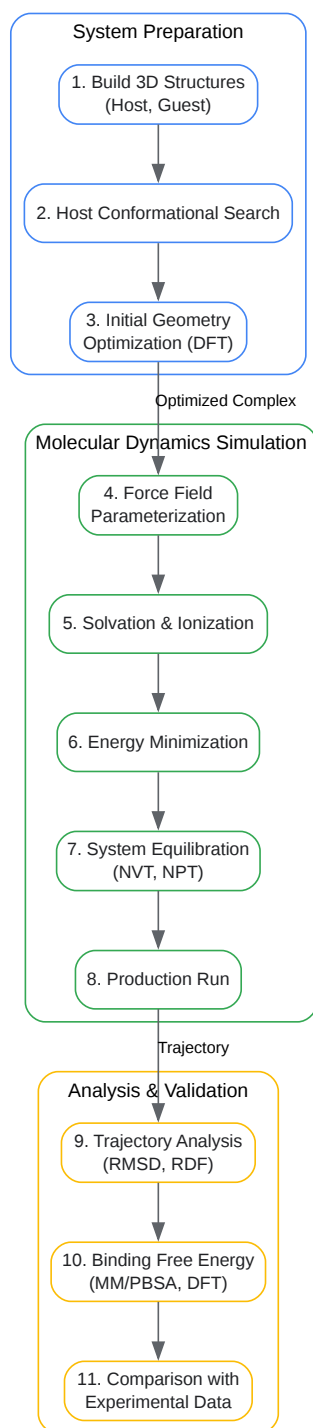 System Preparation
1. Build 3D Structures
(Host, Guest)
2. Host Conformational Search
3. Initial Geometry
Optimization (DFT)
Optimized Complex
Molecular Dynamics Simulation
4. Force Field
Parameterization
5. Solvation & Ionization
6. Energy Minimization
7. System Equilibration
(NVT, NPT)
8. Production Run
Trajectory
Analysis & Validation
9. Trajectory Analysis
(RMSD, RDF)
10. Binding Free Energy
(MM/PBSA, DFT)
11. Comparison with
Experimental Data